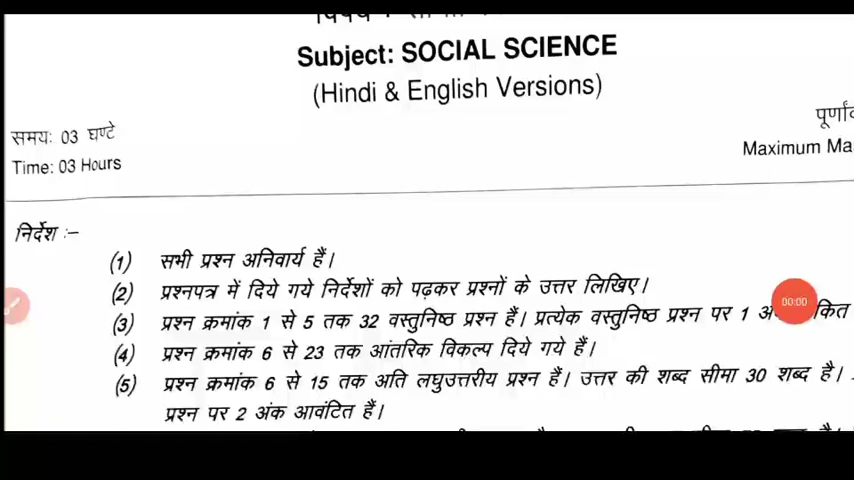 Subject: SOCIAL SCIENCE
(Hindi & English Versions)
समयः 03 घण्टे
Time: 03 Hours
Maximum
निर्देश :–
(1) सभी प्रश्न अनिवार्य हैं।
(2) प्रश्नपत्र में दिये गये निर्देशों को पढ़कर प्रश्नों के उत्तर लिखिए।
(3) प्रश्न क्रमांक 1 से 5 तक 32 वस्तुनिष्ठ प्रश्न हैं। प्रत्येक वस्तुनिष्ठ प्रश्न पर 1
00:00
(4) प्रश्न क्रमांक 6 से 23 तक आंतरिक विकल्प दिये गये हैं।
(5) प्रश्न क्रमांक 6 से 15 तक अति लघुउत्तरीय प्रश्न हैं। उत्तर की शब्द सीमा 30 शब्द है।
प्रश्न पर 2 अंक आवंटित हैं।